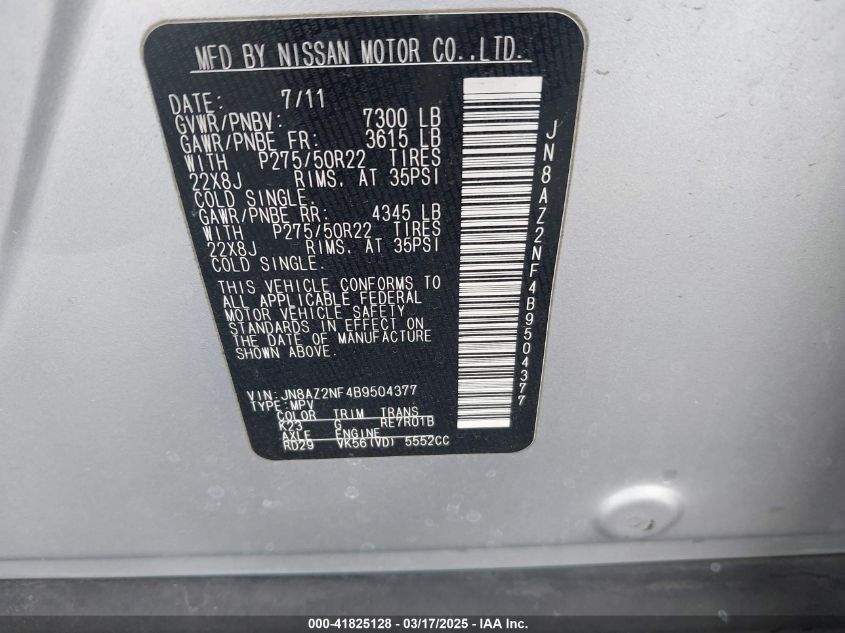 MFD BY NISSAN MOTOR CO.,LTD.
DATE: 7/11
GVWR/PNBV: 7300 LB
GAWR/PNBE FR: 3615 LB
WITH P275/50R22 TIRES
22X8J RIMS, AT 35PSI
COLD SINGLE.
GAWR/PNBE RR: 4345 LB
WITH P275/50R22 TIRES
22X8J RIMS, AT 35PSI
COLD SINGLE.
THIS VEHICLE CONFORMS TO
ALL APPLICABLE FEDERAL
MOTOR VEHICLE SAFETY
STANDARDS IN EFFECT ON
THE DATE OF MANUFACTURE
SHOWN ABOVE.
VIN:JN8AZ2NF4B9504377
TYPE:MPV
COLOR TRIM TRANS
K23 G RE7R01B
AXLE ENGINE
RD29 VK56(VD) 5552CC
JN8AZ2NF4B9504377
000-41825128 - 03/17/2025 - IAA Inc.